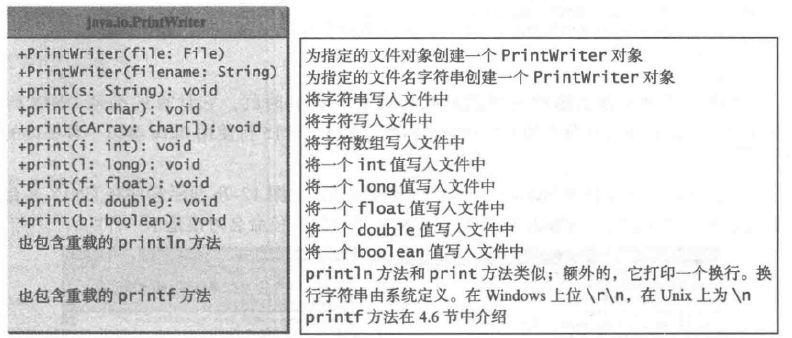 java.io.PrintWriter
+PrintWriter(file: File)
+PrintWriter(filename: String)
+print(s: String): void
+print(c: char): void
+print(cArray: char[]): void
+print(i: int): void
+print(l: long): void
+print(f: float): void
+print(d: double): void
+print(b: boolean): void
也包含重载的 println 方法
也包含重载的 printf 方法
为指定的文件对象创建一个 PrintWriter 对象
为指定的文件名字符串创建一个 PrintWriter 对象
将字符串写入文件中
将字符写入文件中
将字符数组写入文件中
将一个 int 值写入文件中
将一个 long 值写入文件中
将一个 float 值写入文件中
将一个 double 值写入文件中
将一个 boolean 值写入文件中
println 方法和 print 方法类似；额外的，它打印一个换行。换
行字符串由系统定义。在 Windows 上位 \r\n，在 Unix 上为 \n
printf 方法在 4.6 节中介绍